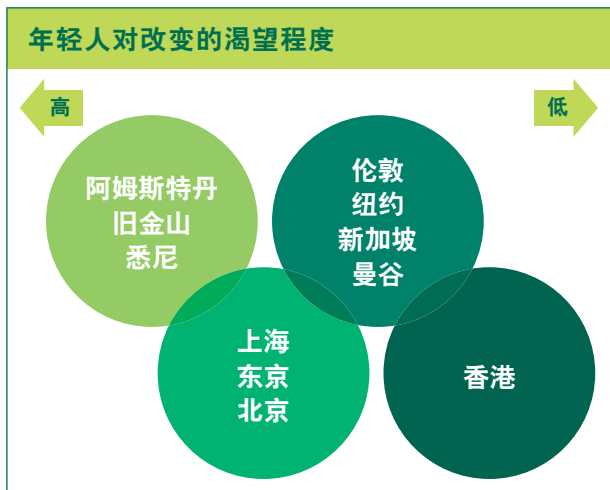 年轻人对改变的渴望程度
高
低
阿姆斯特丹
旧金山
悉尼
伦敦
纽约
新加坡
曼谷
上海
东京
北京
香港